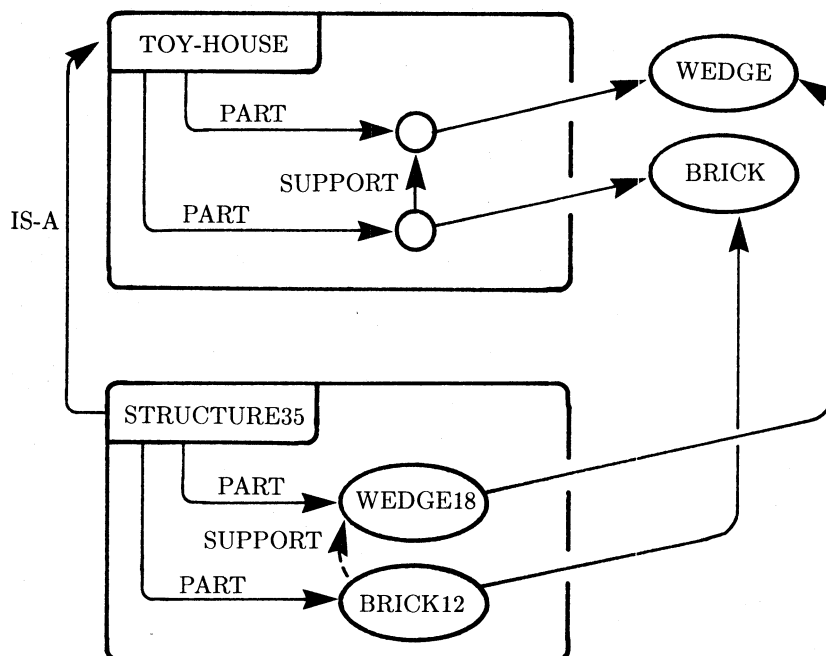 TOY-HOUSE
WEDGE
PART
BRICK
SUPPORT
PART
IS-A
STRUCTURE35
PART
WEDGE18
SUPPORT
PART
BRICK12